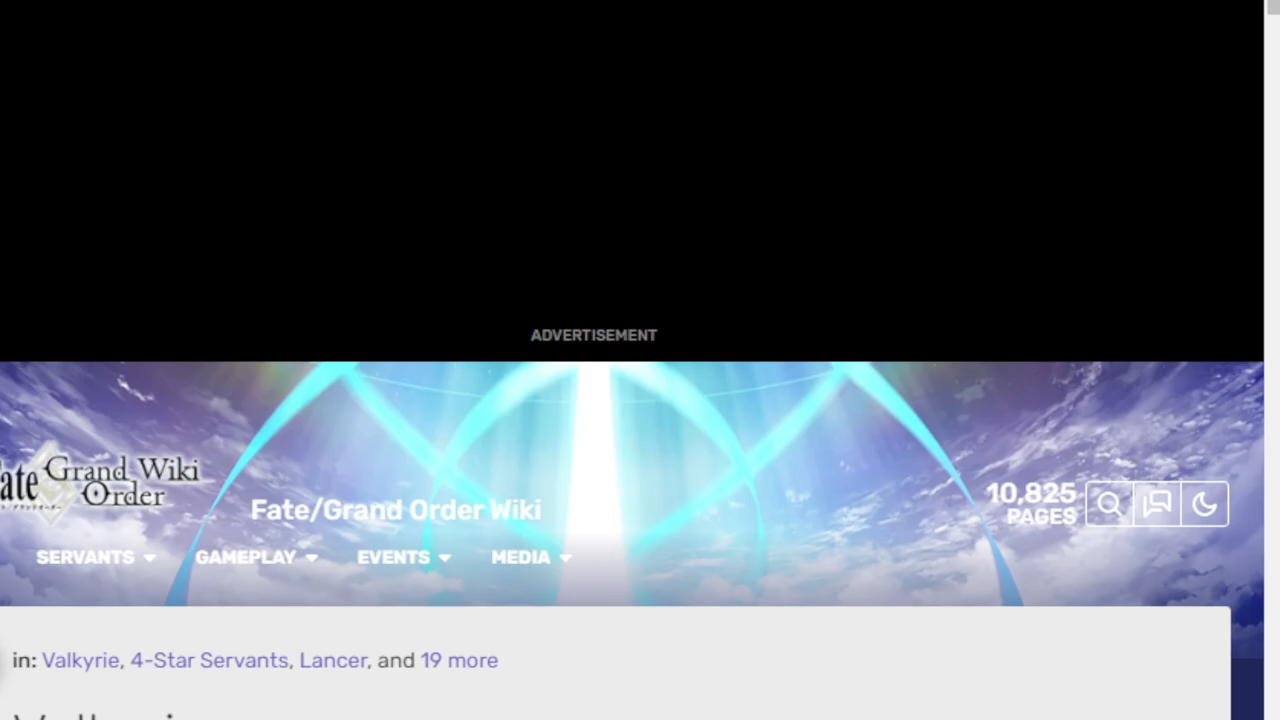 ADVERTISEMENT
Grand Wiki
Order
Fate/Grand Order Wiki
10,825
PAGES
SERVANTS
GAMEPLAY
EVENTS
MEDIA
in: Valkyrie, 4-Star Servants, Lancer, and 19 more